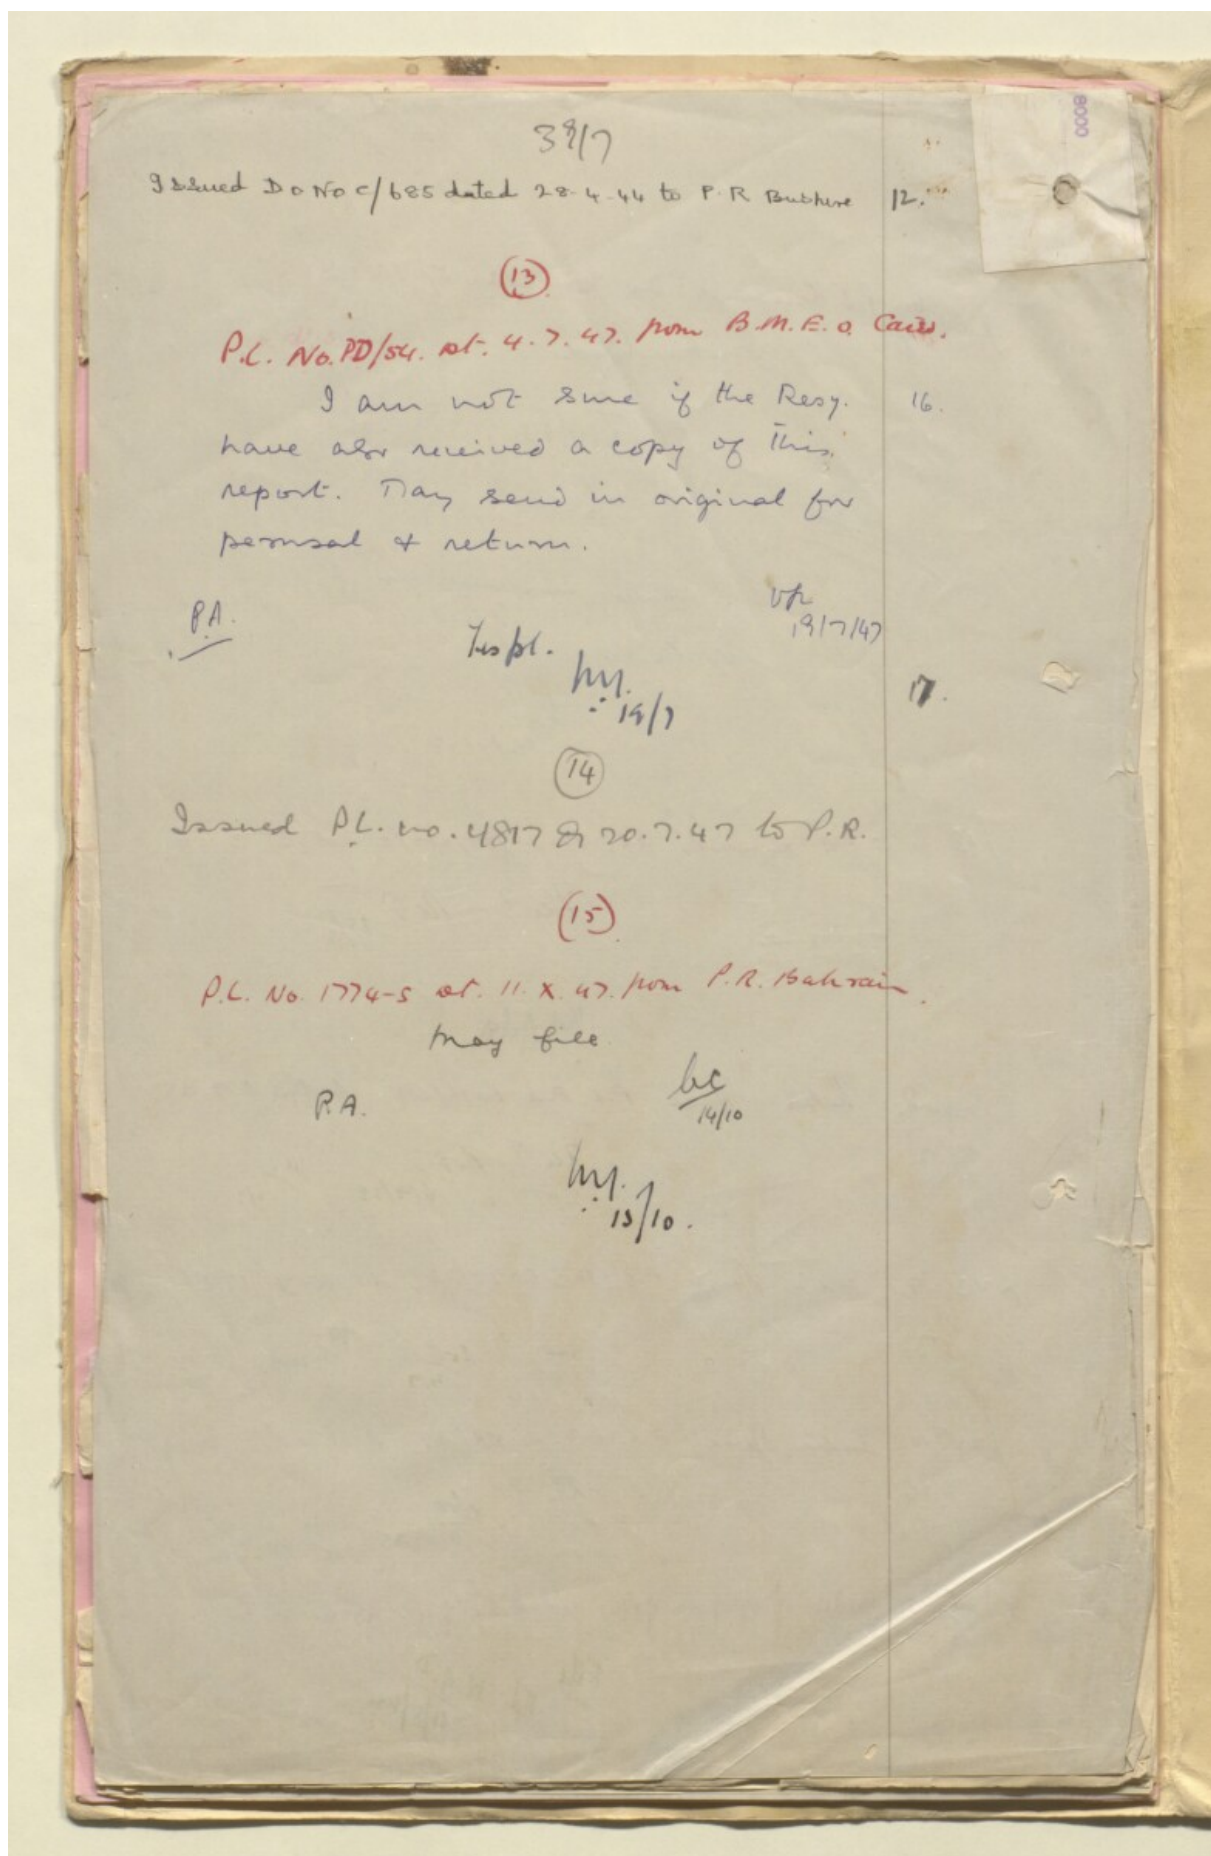 38/7
8000
Issued D O No C/685 dated 28-4-44 to P. R Bushire 12.
(13)
P.L. No. PD/54. dt. 4.7.47. from B.M.E.O. Cairo.
I am not sure if the Resy. 16.
have also received a copy of this
report. May send in original for
perusal & return.
P.A.
19/7/47
Yes pl.
19/7
17.
(14)
Issued P.L. no. 4817 20.7.47 to P.R.
(15)
P.L. No. 1774-S dt. 11.X.47. from P.R. Bahrain.
May file
P.A.
14/10
15/10.